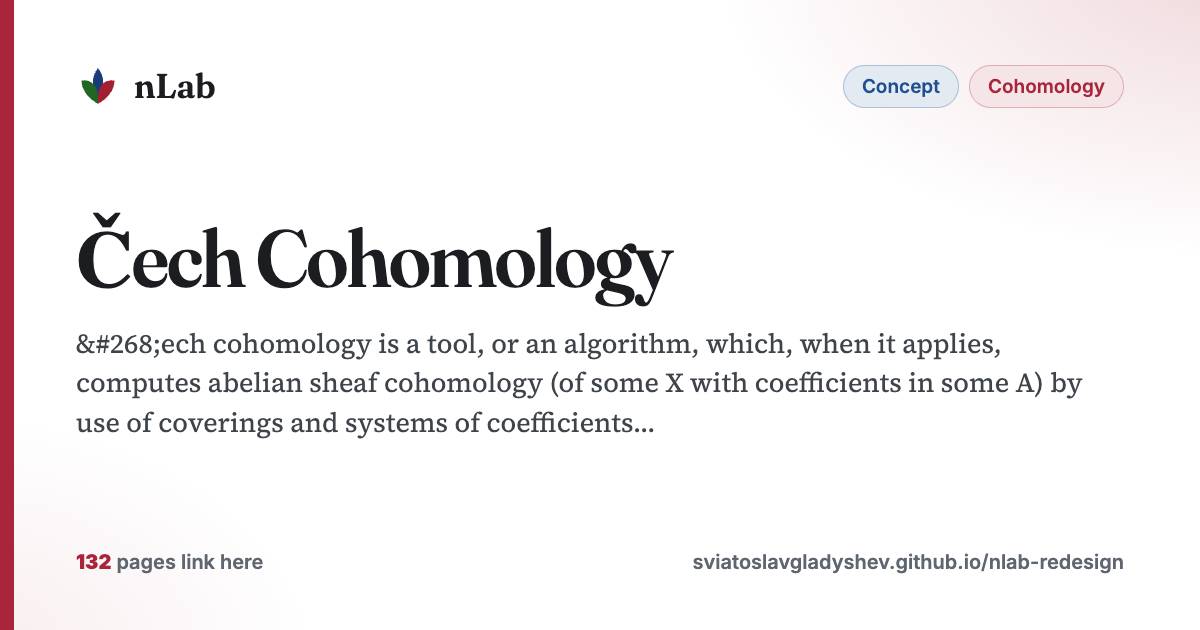 nLab
Concept
Cohomology
Čech Cohomology
&#268;ech cohomology is a tool, or an algorithm, which, when it applies,
computes abelian sheaf cohomology (of some X with coefficients in some A) by
use of coverings and systems of coefficients...
132 pages link here
sviatoslavgladyshev.github.io/nlab-redesign